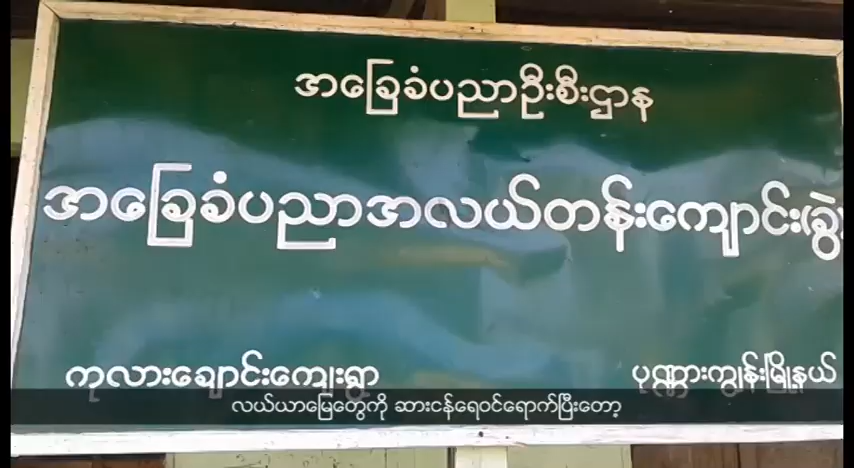 အခြေခံပညာဦးစီးဌာန
အခြေခံပညာအလယ်တန်းကျောင်း(ခွဲ)
ကုလားချောင်းကျေးရွာ ပုဏ္ဏားကျွန်းမြို့နယ်
လယ်ယာမြေတွေကို ဆားငန်ရေဝင်ရောက်ပြီးတော့